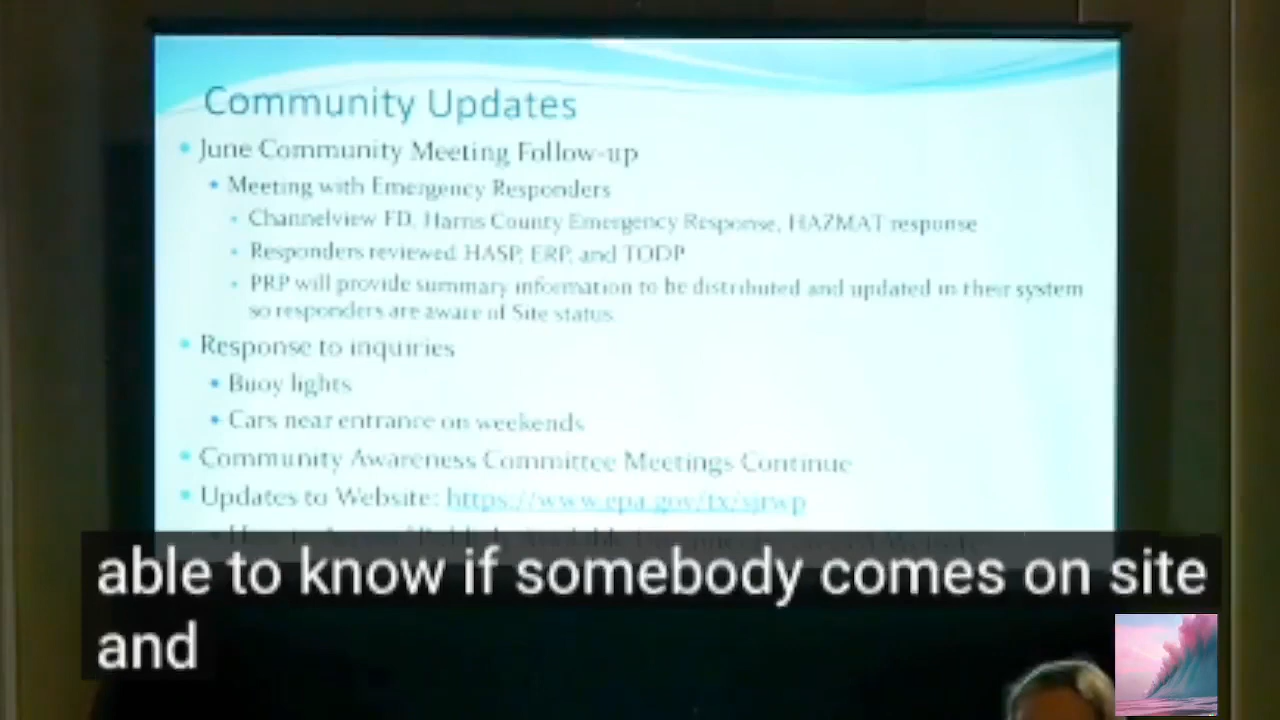 Community Updates
• June Community Meeting Follow-up
• Meeting with Emergency Responders
• Channelview FD, Harris County Emergency Response, HAZMAT response
• Responders reviewed HASP, ERP, and TODP
• PRP will provide summary information to be distributed and updated in their system
so responders are aware of Site status
• Response to inquiries
• Buoy lights
• Cars near entrance on weekends
• Community Awareness Committee Meetings Continue
• Updates to Website: https://www.epa.gov/tx/sjrwp
able to know if somebody comes on site
and